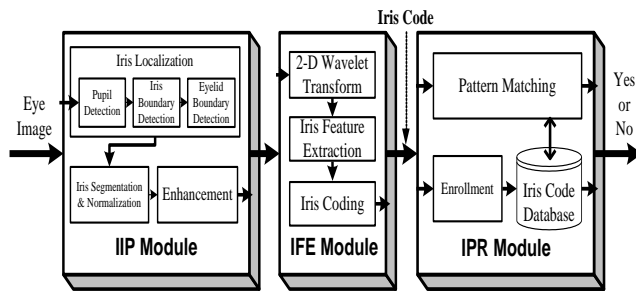 Iris Code
Iris Localization
Pupil
Detection
Iris
Boundary
Detection
Eyelid
Boundary
Detection
Eye
Image
Iris Segmentation
& Normalization
Enhancement
IIP Module
2-D Wavelet
Transform
Iris Feature
Extraction
Iris Coding
IFE Module
Pattern Matching
Enrollment
Iris Code
Database
IPR Module
Yes
or
No